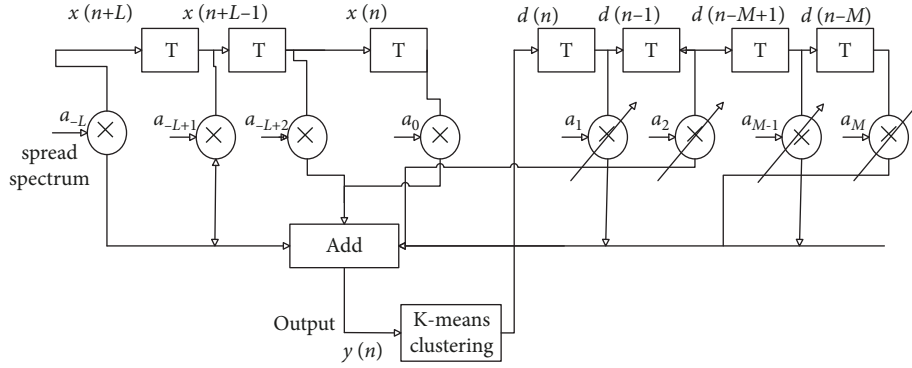 x (n+L) x (n+L–1) x (n) d (n) d (n–1) d (n–M+1) d (n–M)
T T T T T T T
a–L a–L+1 a–L+2 a0 a1 a2 aM-1 aM
spread
spectrum
Add
Output
y (n)
K-means
clustering